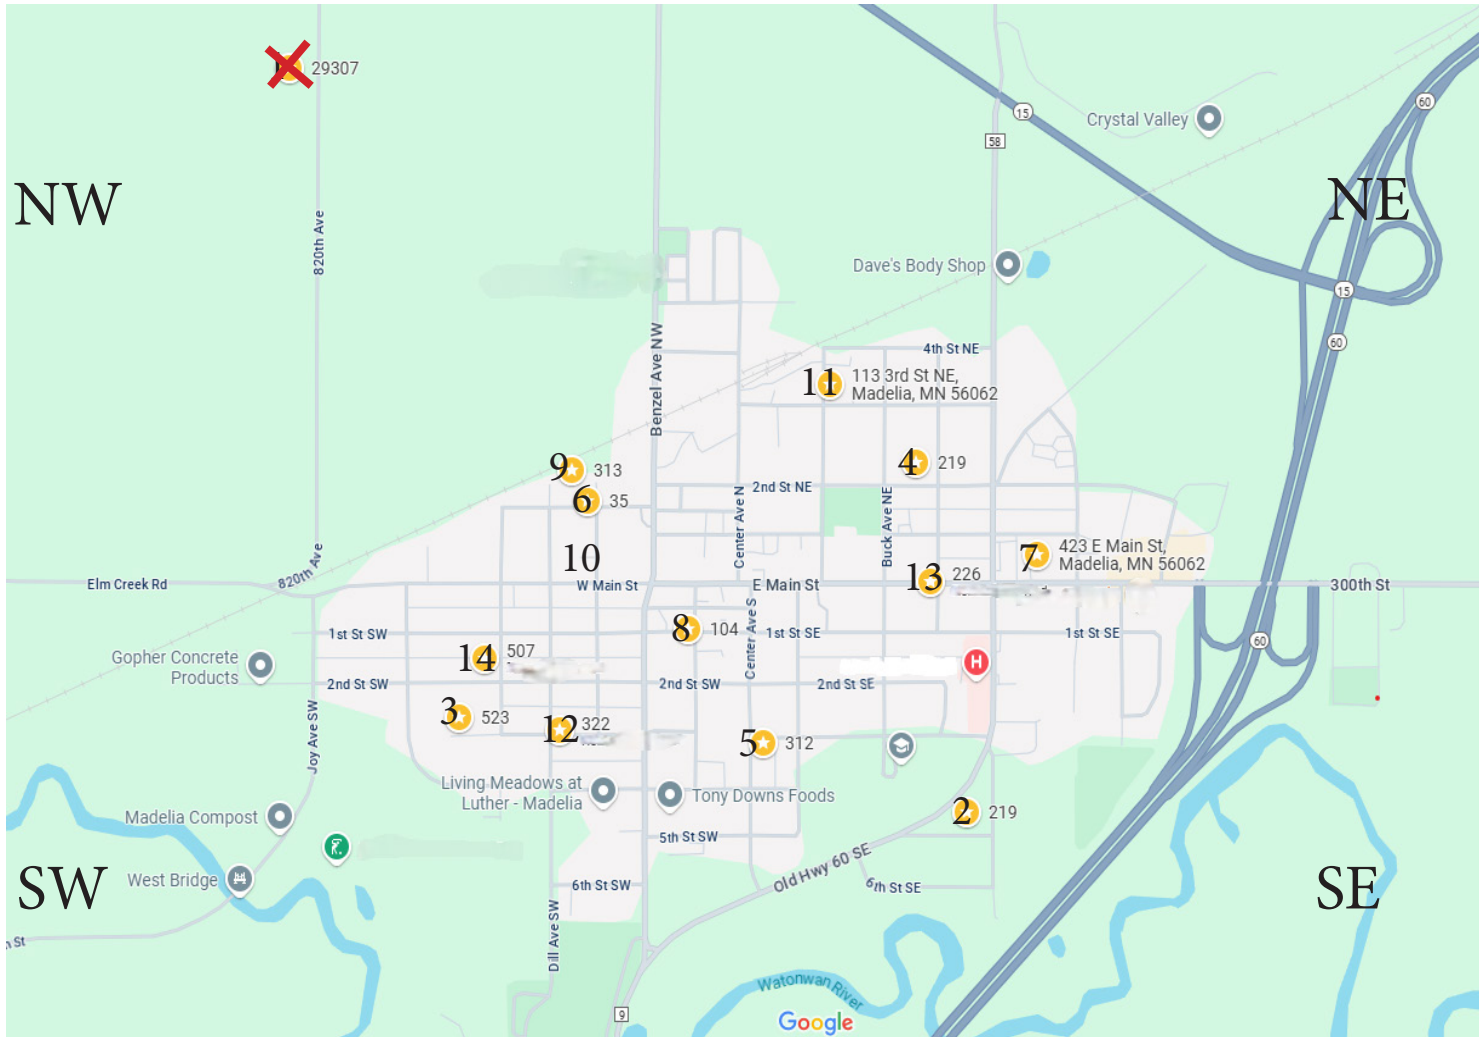 29307
15
60
Crystal Valley
58
NW
NE
820th Ave
Dave's Body Shop
15
60
Benzel Ave NW
4th St NE
11
113 3rd St NE,
Madelia, MN 56062
9
313
4
219
6
35
2nd St NE
Center Ave N
Buck Ave NE
10
7
423 E Main St,
Madelia, MN 56062
820th Ave
Elm Creek Rd
W Main St
E Main St
13
226
300th St
1st St SW
8
104
1st St SE
1st St SE
60
Center Ave S
Gopher Concrete
Products
14
507
H
2nd St SW
2nd St SW
2nd St SE
3
523
12
322
5
312
Joy Ave SW
Living Meadows at
Luther - Madelia
Tony Downs Foods
2
219
Madelia Compost
5th St SW
Old Hwy 60 SE
West Bridge
SW
6th St SW
6th St SE
SE
Dill Ave SW
St
Watonwan River
9
Google